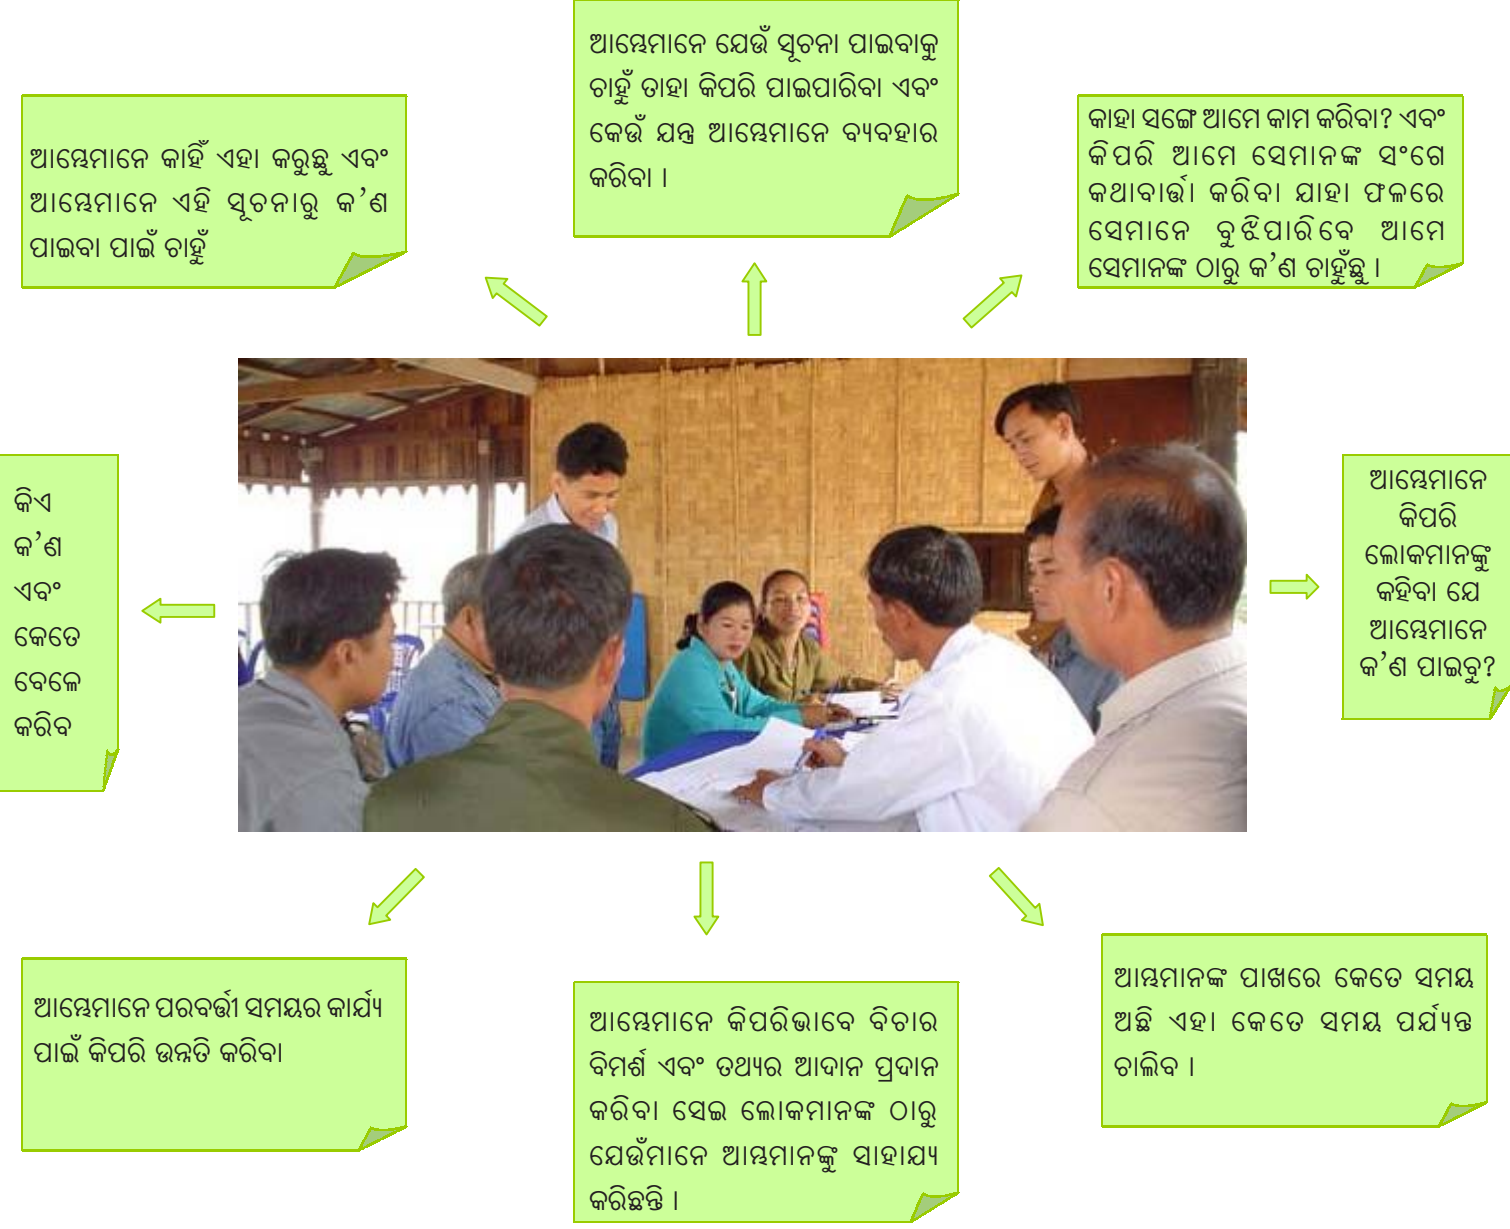 ଆମ୍ଭେମାନେ ଯେଉଁ ସୂଚନା ପାଇବାକୁ
ଚାହୁଁ ତାହା କିପରି ପାଇପାରିବା ଏବଂ
କେଉଁ ଯନ୍ତ୍ର ଆମ୍ଭେମାନେ ବ୍ୟବହାର
କରିବା ।
ଆମ୍ଭେମାନେ କାହିଁ ଏହା କରୁଛୁ ଏବଂ
ଆମ୍ଭେମାନେ ଏହି ସୂଚନାରୁ କ’ଣ
ପାଇବା ପାଇଁ ଚାହୁଁ
କାହା ସଙ୍ଗେ ଆମେ କାମ କରିବା? ଏବଂ
କିପରି ଆମେ ସେମାନଙ୍କ ସଂଗେ
କଥାବାର୍ତ୍ତା କରିବା ଯାହା ଫଳରେ
ସେମାନେ ବୁଝିପାରିବେ ଆମେ
ସେମାନଙ୍କ ଠାରୁ କ’ଣ ଚାହୁଁଛୁ ।
କିଏ
କ’ଣ
ଏବଂ
କେତେ
ବେଳେ
କରିବ
ଆମ୍ଭେମାନେ
କିପରି
ଲୋକମାନଙ୍କୁ
କହିବା ଯେ
ଆମ୍ଭେମାନେ
କ’ଣ ପାଇବୁ?
ଆମ୍ଭେମାନେ ପରବର୍ତ୍ତୀ ସମୟର କାର୍ଯ୍ୟ
ପାଇଁ କିପରି ଉନ୍ନତି କରିବା
ଆମ୍ଭେମାନେ କିପରିଭାବେ ବିଚାର
ବିମର୍ଶ ଏବଂ ତଥ୍ୟର ଆଦାନ ପ୍ରଦାନ
କରିବା ସେଇ ଲୋକମାନଙ୍କ ଠାରୁ
ଯେଉଁମାନେ ଆମ୍ଭମାନଙ୍କୁ ସାହାଯ୍ୟ
କରିଛନ୍ତି ।
ଆମ୍ଭମାନଙ୍କ ପାଖରେ କେତେ ସମୟ
ଅଛି ଏହା କେତେ ସମୟ ପର୍ଯ୍ୟନ୍ତ
ଚାଲିବ ।